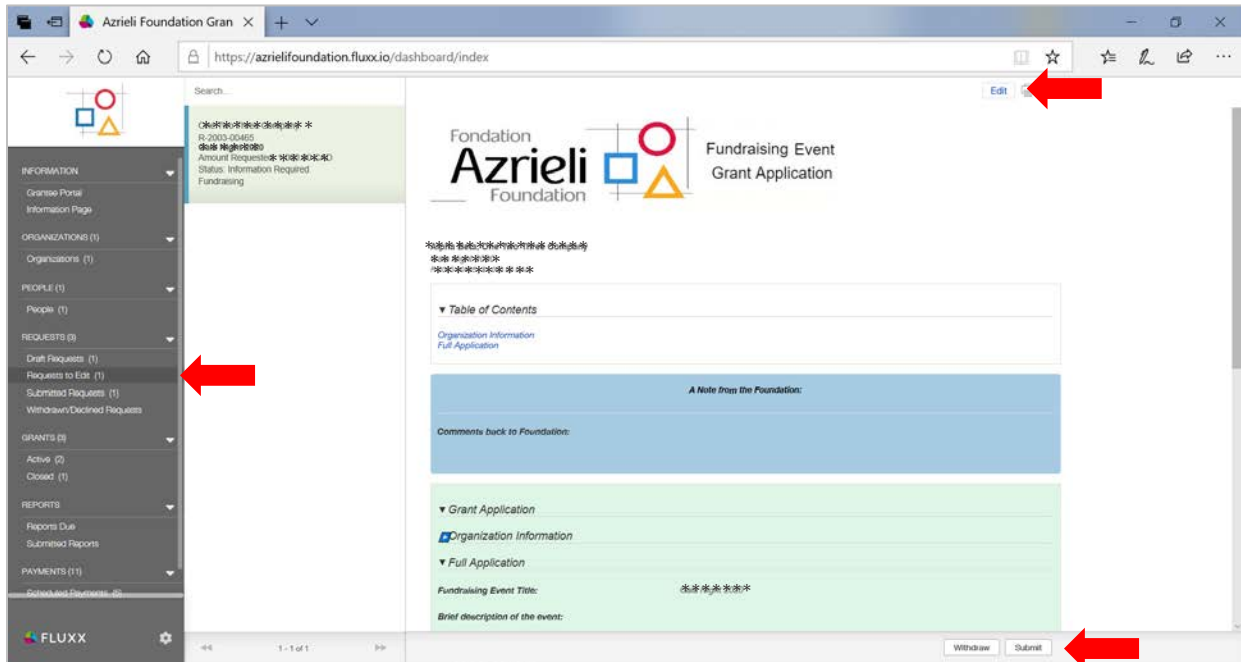 Azrieli Foundation Gran
https://azrielifoundation.fluxx.io/dashboard/index
INFORMATION
Grantee Portal
Information Page
ORGANIZATIONS (1)
Organizations (1)
PEOPLE (1)
People (1)
REQUESTS (3)
Draft Requests (1)
Requests to Edit (1)
Submitted Requests (1)
Withdrawn/Declined Requests
GRANTS (3)
Active (2)
Closed (1)
REPORTS
Reports Due
Submitted Reports
PAYMENTS (11)
Scheduled Payments (5)
FLUXX
Search...
R-2003-00465
Amount Requested
Status: Information Required
Fundraising
1 - 1 of 1
Edit
Fondation
Azrieli
Foundation
Fundraising Event
Grant Application
▼ Table of Contents
Organization Information
Full Application
A Note from the Foundation:
Comments back to Foundation:
▼ Grant Application
Organization Information
▼ Full Application
Fundraising Event Title:
Brief description of the event:
Withdraw Submit